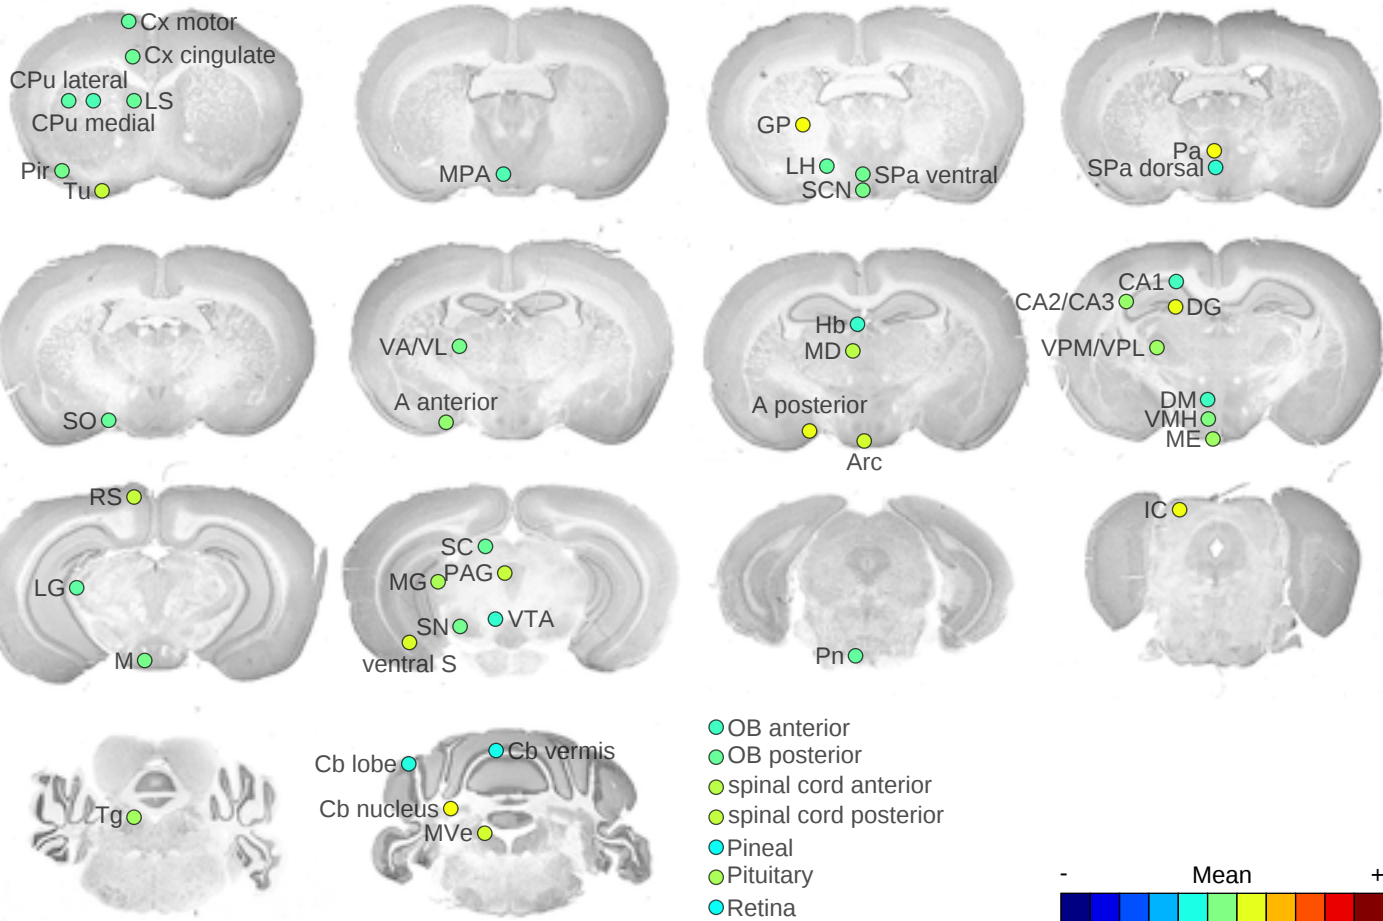 Cx motor
Cx cingulate
CPu lateral
LS
CPu medial
Pir
Tu
MPA
GP
LH
SPa ventral
SCN
Pa
SPa dorsal
SO
VA/VL
A anterior
Hb
MD
A posterior
Arc
CA1
CA2/CA3
DG
VPM/VPL
DM
VMH
ME
RS
LG
M
SC
MG
PAG
SN
VTA
ventral S
Pn
IC
Tg
Cb lobe
Cb vermis
Cb nucleus
MVe
OB anterior
OB posterior
spinal cord anterior
spinal cord posterior
Pineal
Pituitary
Retina
- Mean +